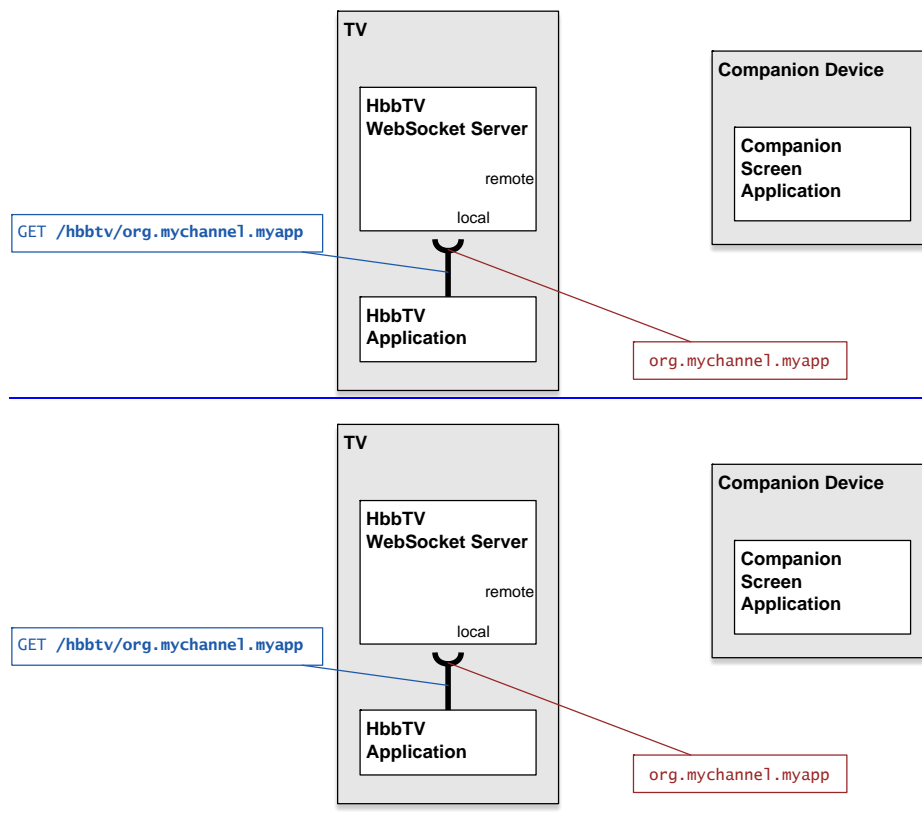 TV
Companion Device
HbbTV
WebSocket Server
Companion
Screen
Application
remote
local
GET /hbbtv/org.mychannel.myapp
HbbTV
Application
org.mychannel.myapp
TV
Companion Device
HbbTV
WebSocket Server
Companion
Screen
Application
remote
local
GET /hbbtv/org.mychannel.myapp
HbbTV
Application
org.mychannel.myapp